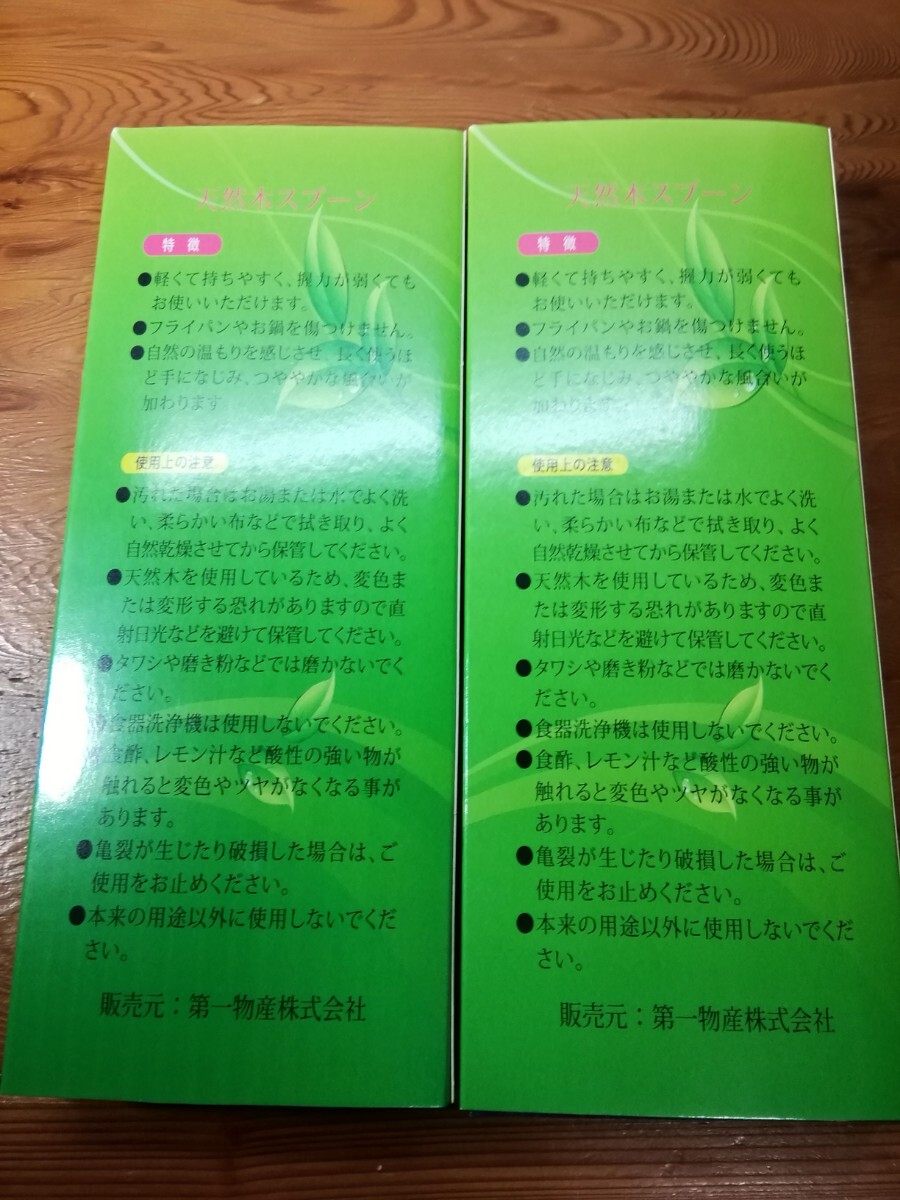 天然木スプーン
特徴
●軽くて持ちやすく、握力が弱くても
お使いいただけます。
●フライパンやお鍋を傷つけません。
●自然の温もりを感じさせ、長く使うほ
ど手になじみ、つややかな風合いが
加わります
使用上の注意
●汚れた場合はお湯または水でよく洗
い、柔らかい布などで拭き取り、よく
自然乾燥させてから保管してください。
●天然木を使用しているため、変色ま
たは変形する恐れがありますので直
射日光などを避けて保管してください。
●タワシや磨き粉などでは磨かないでく
ださい。
●食器洗浄機は使用しないでください。
●食酢、レモン汁など酸性の強い物が
触れると変色やツヤがなくなる事が
あります。
●亀裂が生じたり破損した場合は、ご
使用をお止めください。
●本来の用途以外に使用しないでくだ
さい。
販売元：第一物産株式会社
天然木スプーン
特徴
●軽くて持ちやすく、握力が弱くても
お使いいただけます。
●フライパンやお鍋を傷つけません。
●自然の温もりを感じさせ、長く使うほ
ど手になじみ、つややかな風合いが
加わります
使用上の注意
●汚れた場合はお湯または水でよく洗
い、柔らかい布などで拭き取り、よく
自然乾燥させてから保管してください。
●天然木を使用しているため、変色ま
たは変形する恐れがありますので直
射日光などを避けて保管してください。
●タワシや磨き粉などでは磨かないでく
ださい。
●食器洗浄機は使用しないでください。
●食酢、レモン汁など酸性の強い物が
触れると変色やツヤがなくなる事が
あります。
●亀裂が生じたり破損した場合は、ご
使用をお止めください。
●本来の用途以外に使用しないでくだ
さい。
販売元：第一物産株式会社